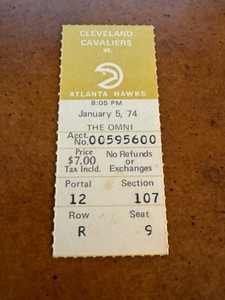 CLEVELAND
CAVALIERS
vs.
ATLANTA HAWKS
8:05 PM
January 5, 74
THE OMNI
Acct. No. 00595600
Price
$7.00
Tax Incld.
No Refunds
or
Exchanges
Portal Section
12 107
Row Seat
R 9